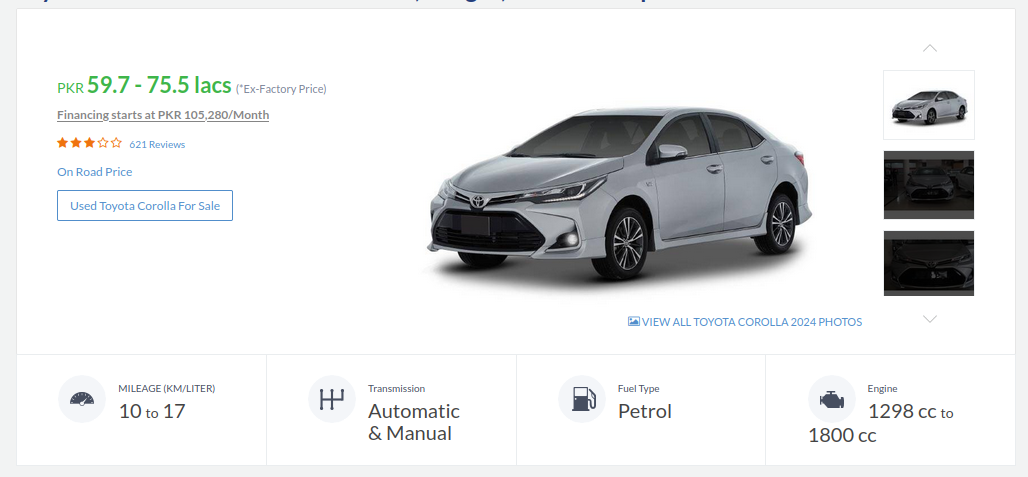 PKR 59.7 - 75.5 lacs (*Ex-Factory Price)
Financing starts at PKR 105,280/Month
621 Reviews
On Road Price
Used Toyota Corolla For Sale
VIEW ALL TOYOTA COROLLA 2024 PHOTOS
MILEAGE (KM/LITER)
10 to 17
Transmission
Automatic
& Manual
Fuel Type
Petrol
Engine
1298 cc to
1800 cc